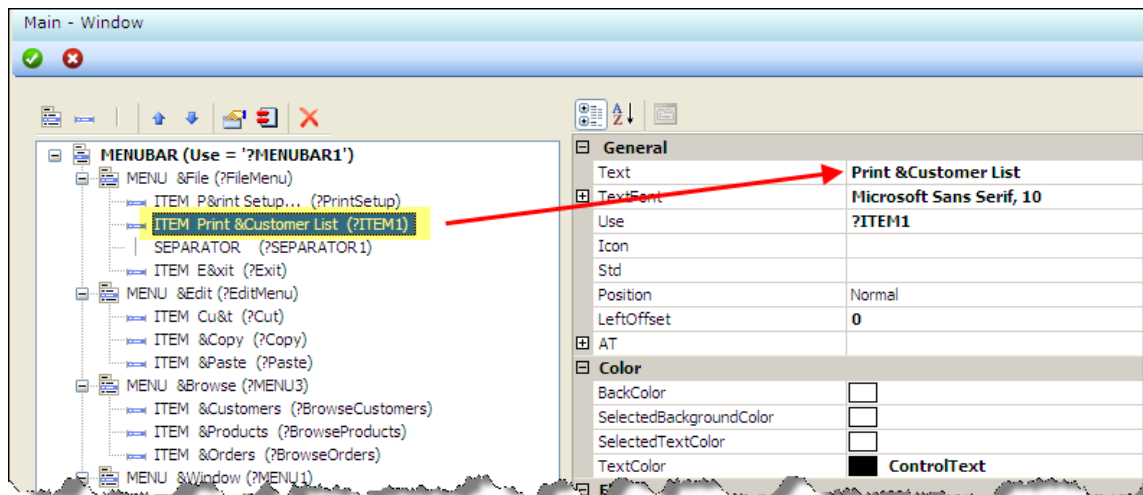 Main - Window
MENUBAR (Use = '?MENUBAR1')
MENU &File (?FileMenu)
ITEM P&rint Setup... (?PrintSetup)
ITEM Print &Customer List (?ITEM1)
SEPARATOR (?SEPARATOR1)
ITEM E&xit (?Exit)
MENU &Edit (?EditMenu)
ITEM Cu&t (?Cut)
ITEM &Copy (?Copy)
ITEM &Paste (?Paste)
MENU &Browse (?MENU3)
ITEM &Customers (?BrowseCustomers)
ITEM &Products (?BrowseProducts)
ITEM &Orders (?BrowseOrders)
MENU &Window (?MENU1)
A
Z
General
Text Print &Customer List
TextFont Microsoft Sans Serif, 10
Use ?ITEM1
Icon
Std
Position Normal
LeftOffset 0
AT
Color
BackColor
SelectedBackgroundColor
SelectedTextColor
TextColor ControlText